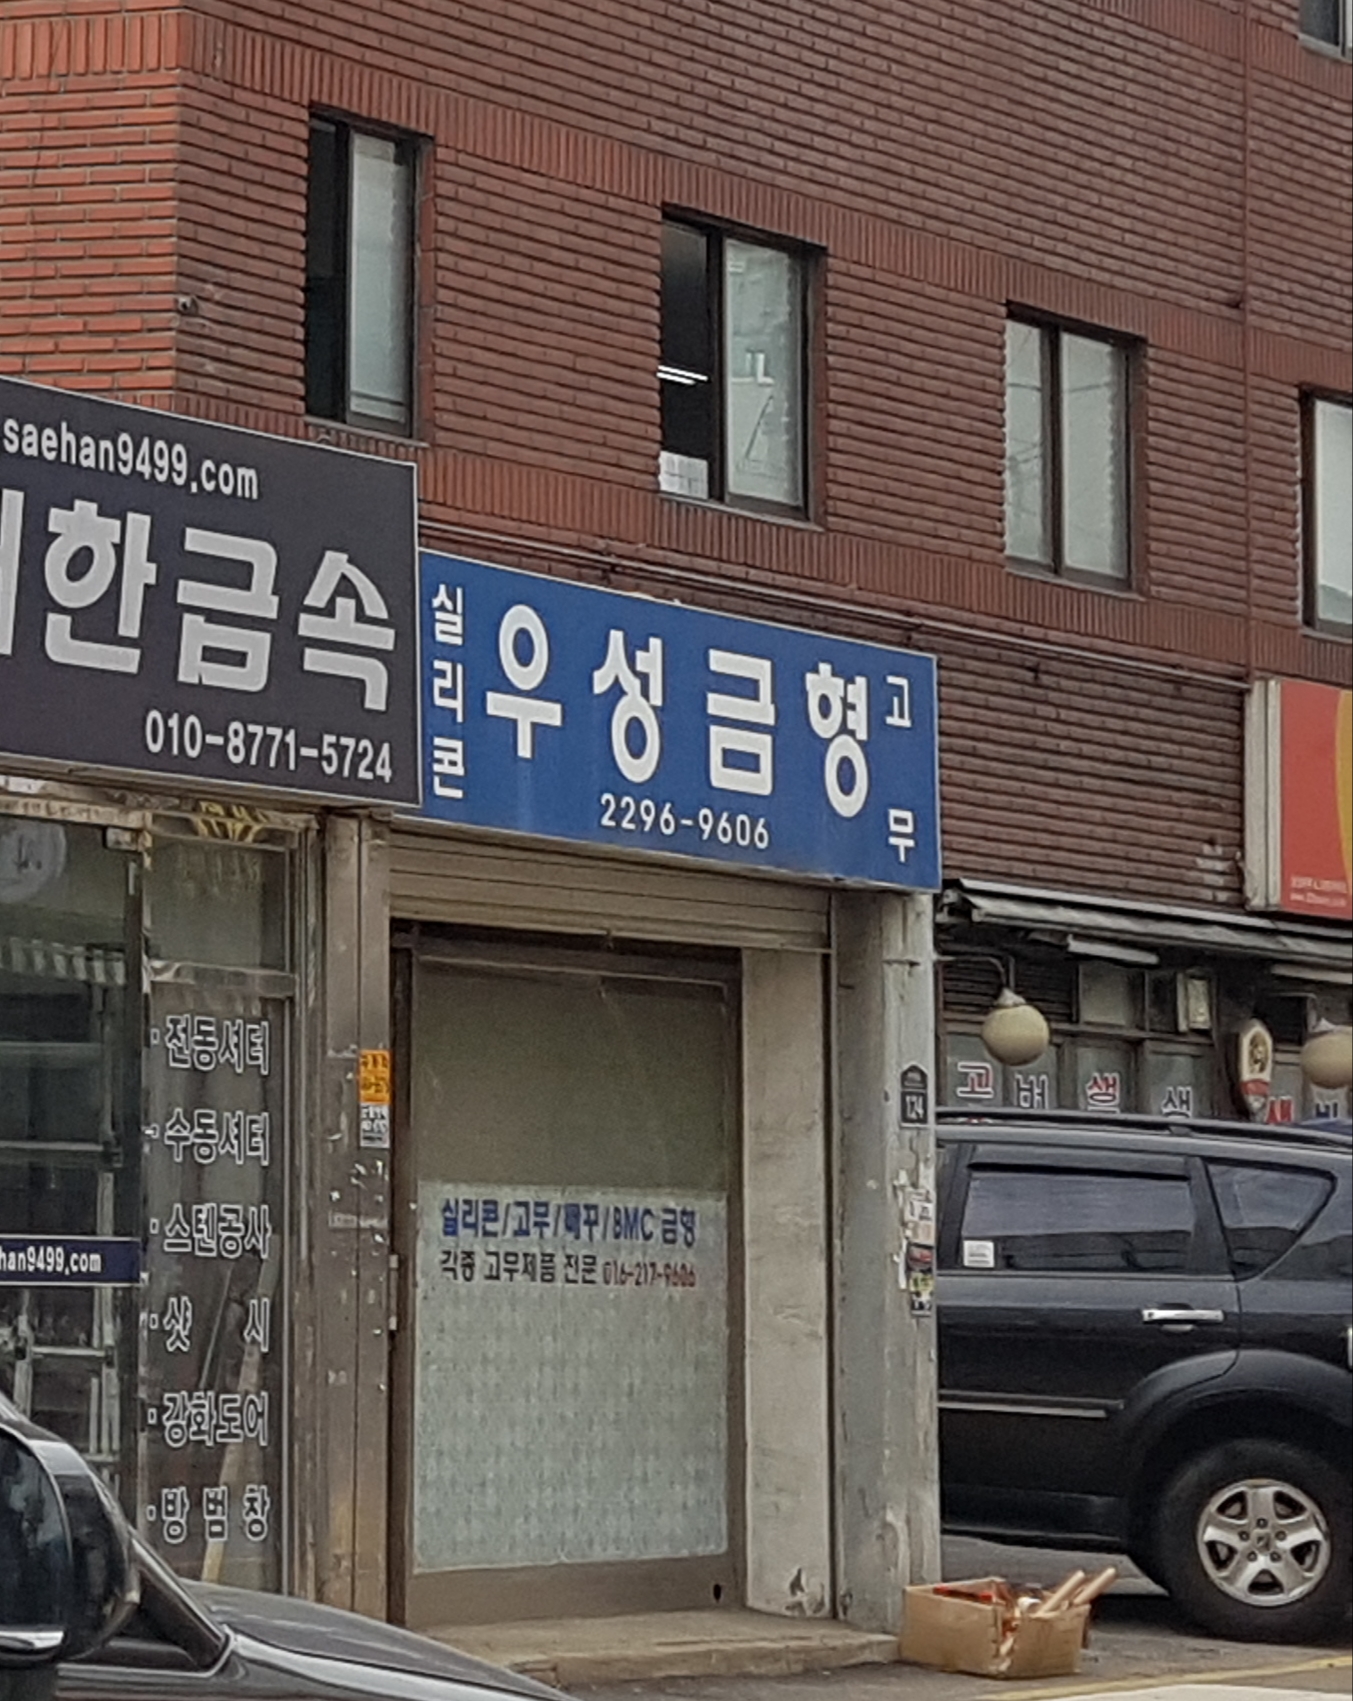 saehan9499.com
한금속
010-8771-5724
실리콘
우성금형
고무
2296-9606
· 전동셔터
· 수동셔터
· 스텐공사
· 샷 시
· 강화도어
· 방 범 창
han9499.com
실리콘/고무/빼꾸/BMC 금형
각종 고무제품 전문 016-217-9606
124